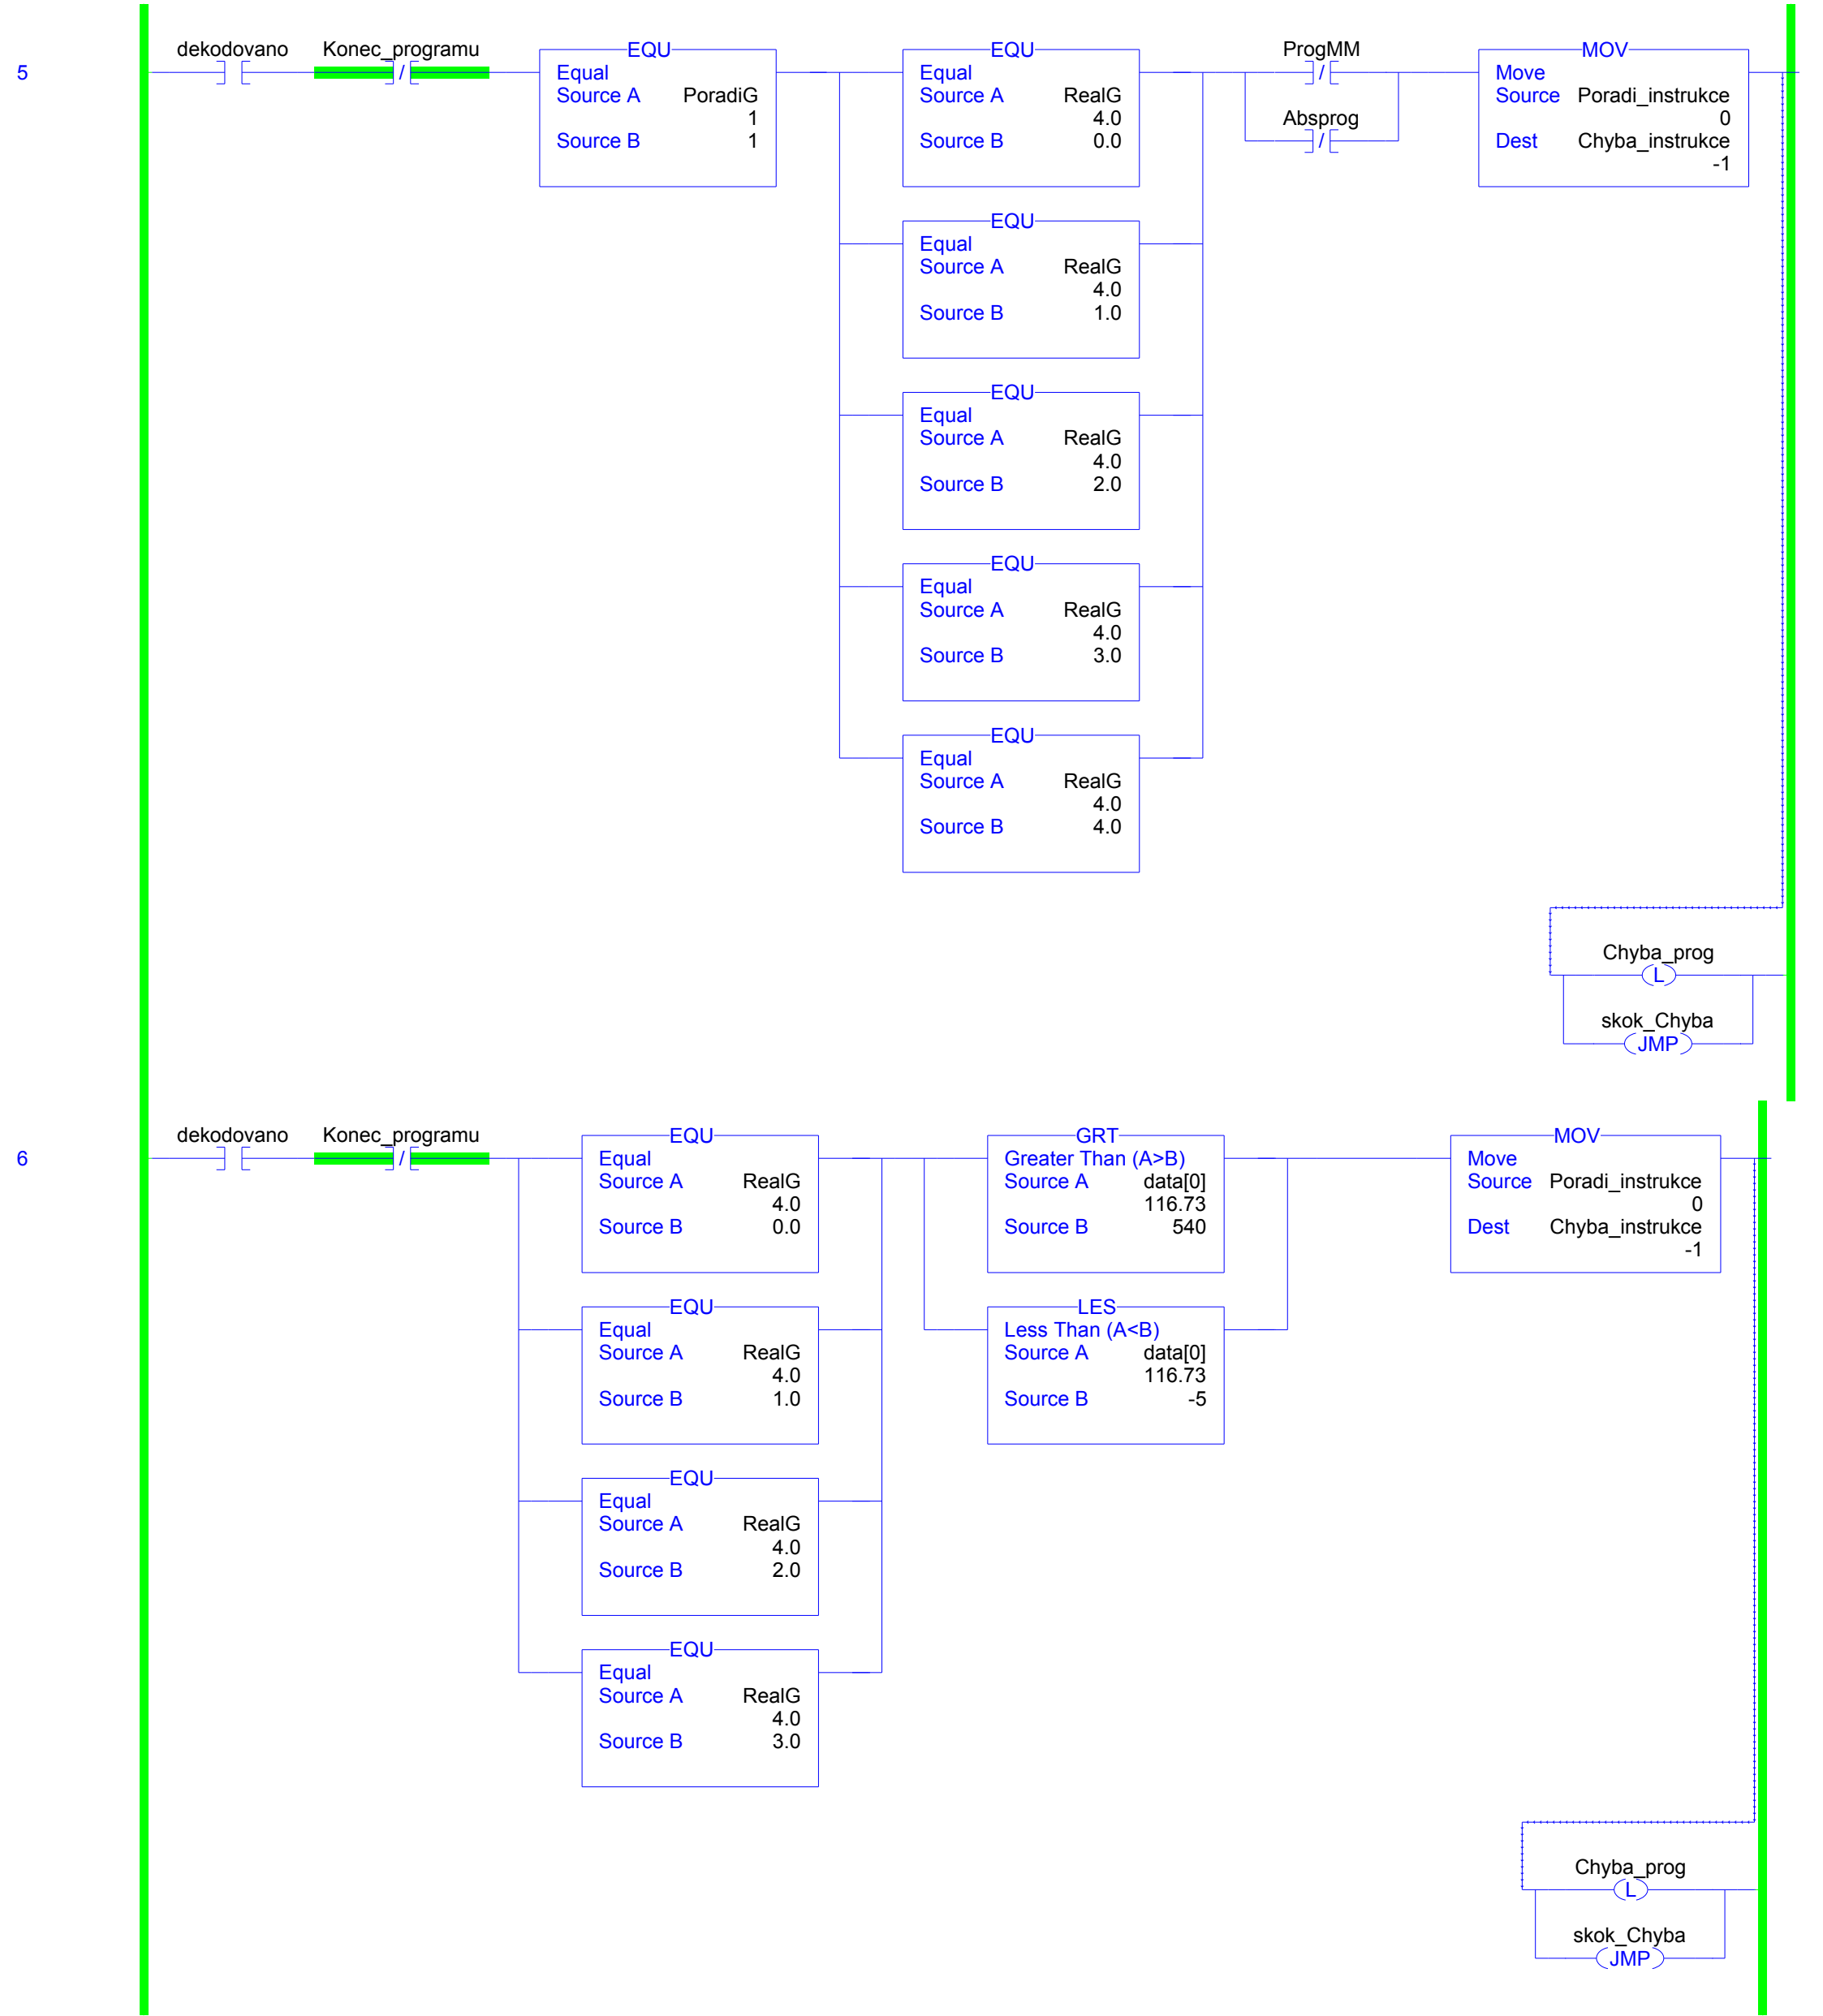 5
dekodovano
Konec_programu
/
EQU
Equal
Source A PoradiG
1
Source B 1
EQU
Equal
Source A RealG
4.0
Source B 0.0
EQU
Equal
Source A RealG
4.0
Source B 1.0
EQU
Equal
Source A RealG
4.0
Source B 2.0
EQU
Equal
Source A RealG
4.0
Source B 3.0
EQU
Equal
Source A RealG
4.0
Source B 4.0
ProgMM
/
Absprog
/
MOV
Move
Source Poradi_instrukce
0
Dest Chyba_instrukce
-1
Chyba_prog
L
skok_Chyba
JMP
6
dekodovano
Konec_programu
/
EQU
Equal
Source A RealG
4.0
Source B 0.0
EQU
Equal
Source A RealG
4.0
Source B 1.0
EQU
Equal
Source A RealG
4.0
Source B 2.0
EQU
Equal
Source A RealG
4.0
Source B 3.0
GRT
Greater Than (A>B)
Source A data[0]
116.73
Source B 540
LES
Less Than (A<B)
Source A data[0]
116.73
Source B -5
MOV
Move
Source Poradi_instrukce
0
Dest Chyba_instrukce
-1
Chyba_prog
L
skok_Chyba
JMP